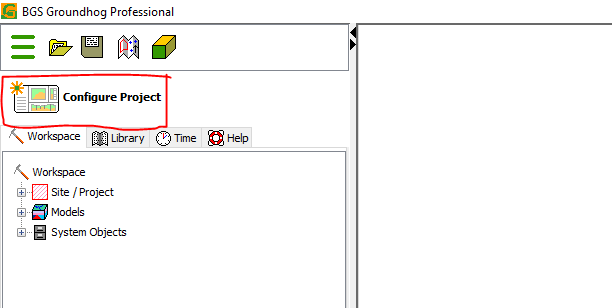 BGS Groundhog Professional
Configure Project
Workspace Library Time Help
Workspace
Site / Project
Models
System Objects